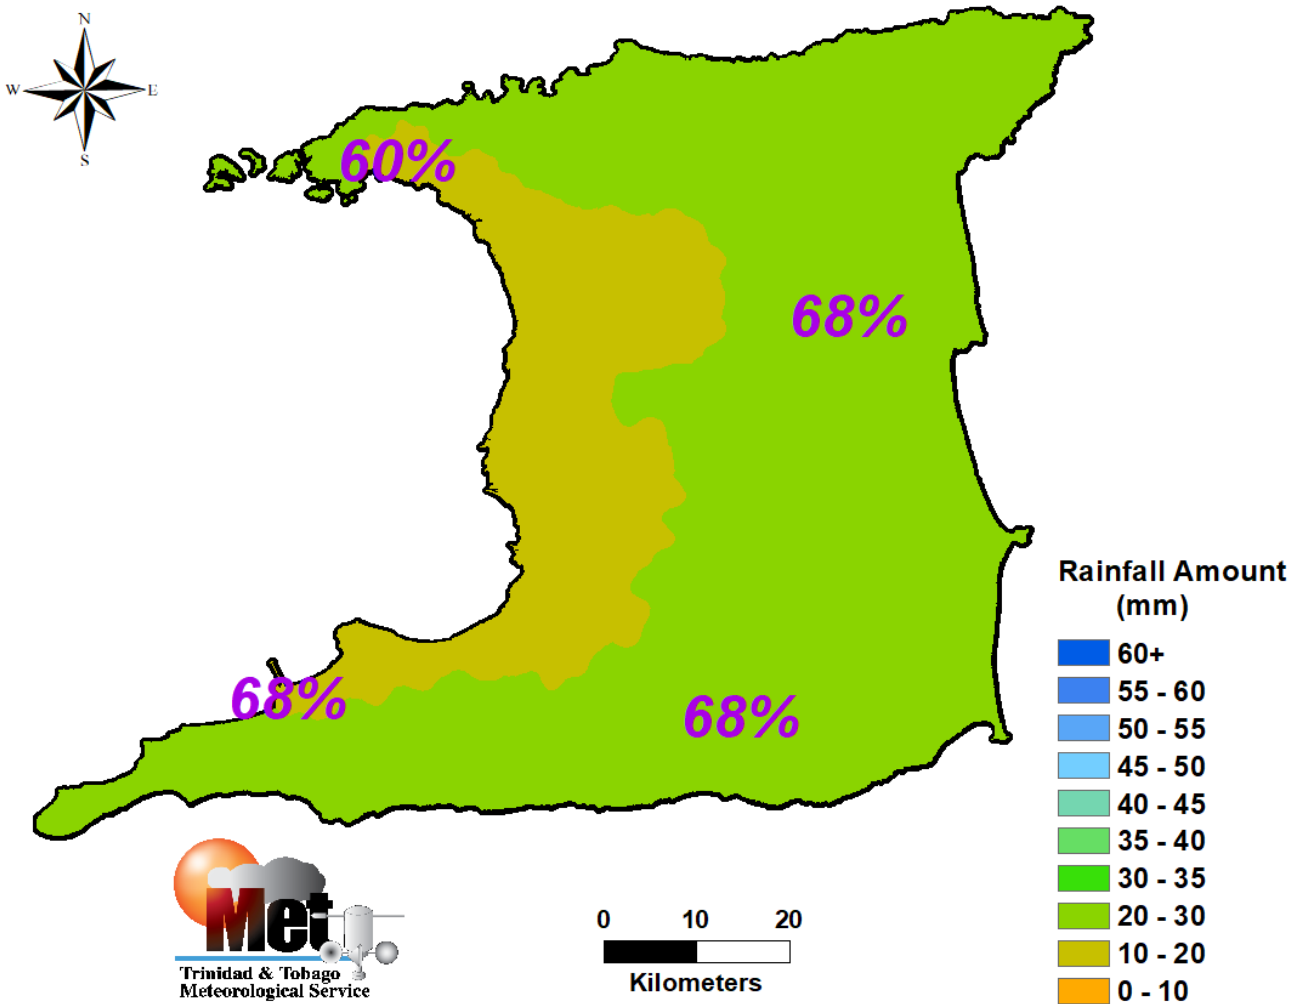 N
W E
S
60%
68%
68%
68%
Rainfall Amount
(mm)
60+
55 - 60
50 - 55
45 - 50
40 - 45
35 - 40
30 - 35
20 - 30
10 - 20
0 - 10
Met
Trinidad & Tobago
Meteorological Service
0 10 20
Kilometers